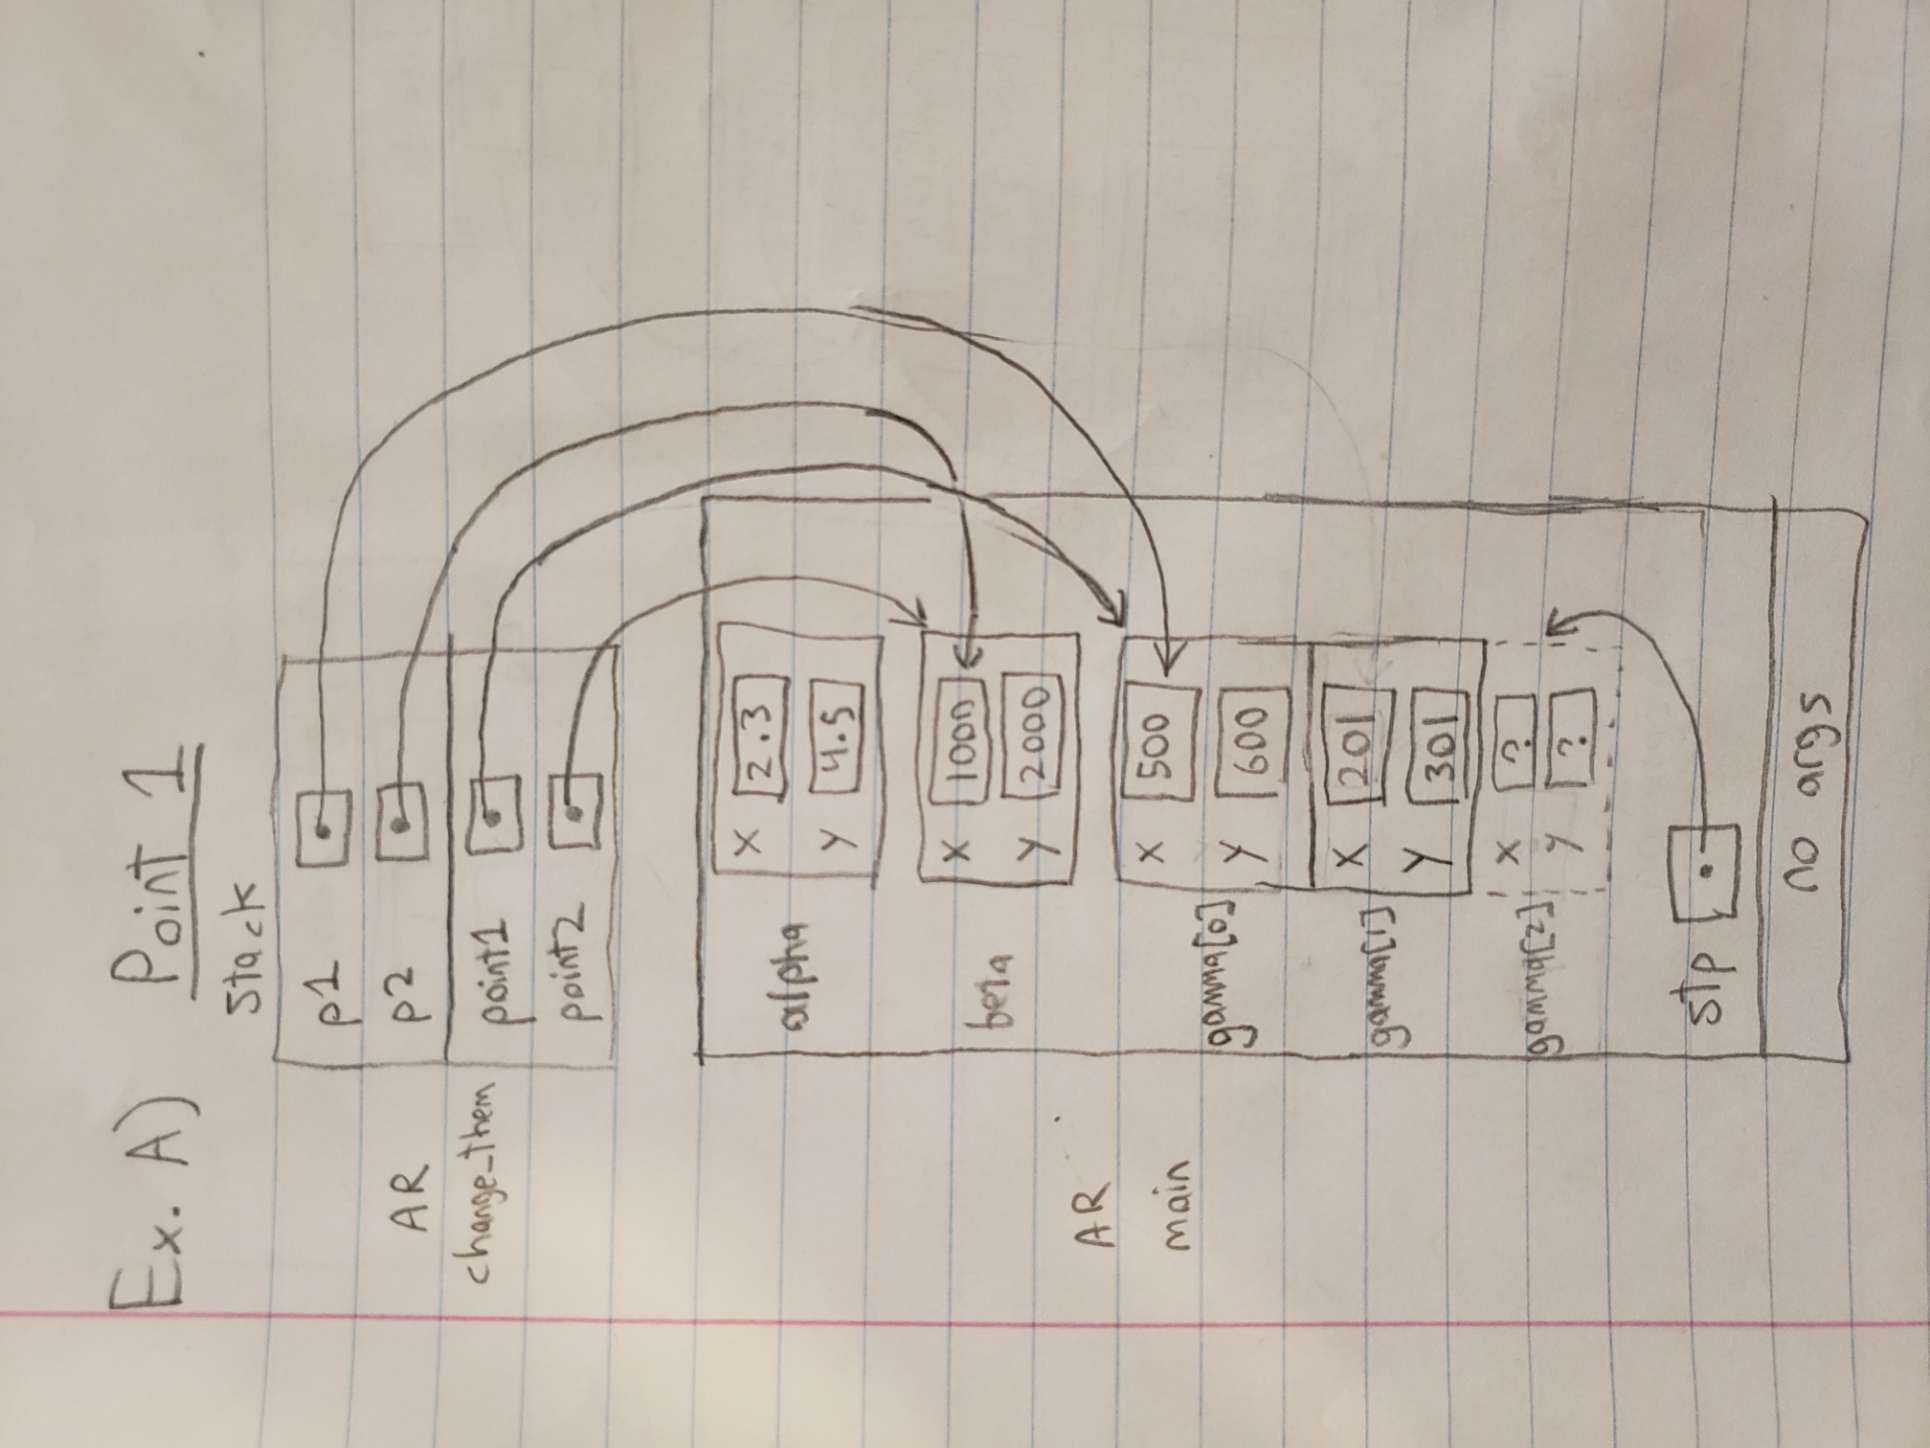 Ex. A) Point 1
Stack
p1
p2
AR
change_them
point1
point2
alpha
x 2.3
y 4.5
beta
x 1000
y 2000
AR
main
gamma[0]
x 500
y 600
gamma[1]
x 201
y 301
gamma[2]
x ?
y ?
stp
no args